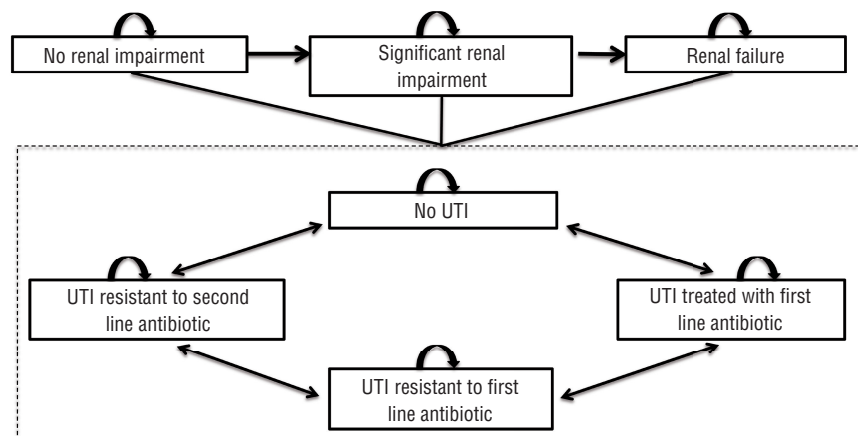 No renal impairment
Significant renal
impairment
Renal failure
No UTI
UTI resistant to second
line antibiotic
UTI treated with first
line antibiotic
UTI resistant to first
line antibiotic